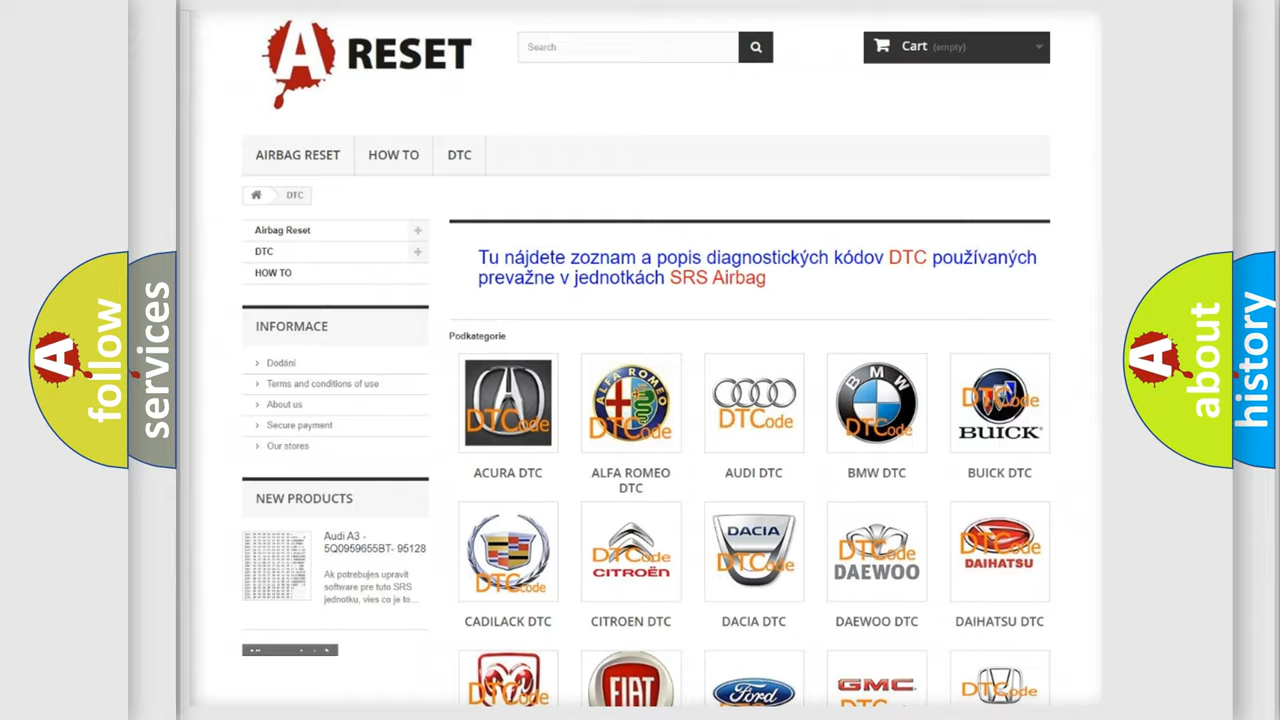 A RESET
Search
Cart (empty)
AIRBAG RESET
HOW TO
DTC
DTC
Airbag Reset
DTC
HOW TO
INFORMACE
Dodání
Terms and conditions of use
About us
Secure payment
Our stores
NEW PRODUCTS
Audi A3 -
5Q0959655BT- 95128
Ak potrebujes upravit
software pre tuto SRS
jednotku, vies co je to...
Tu nájdete zoznam a popis diagnostických kódov DTC používaných
prevažne v jednotkách SRS Airbag
Podkategorie
DTCode
ALFA ROMEO
DTCode
DTCode
BMW
DTCode
DTCode
BUICK
ACURA DTC
ALFA ROMEO
DTC
AUDI DTC
BMW DTC
BUICK DTC
DTCode
DTCode
CITROËN
DACIA
DTCode
DTCode
DAEWOO
DTCode
DAIHATSU
CADILACK DTC
CITROEN DTC
DACIA DTC
DAEWOO DTC
DAIHATSU DTC
DTCode
FIAT
Ford
GMC
DTCode
A follow
services
A about
history